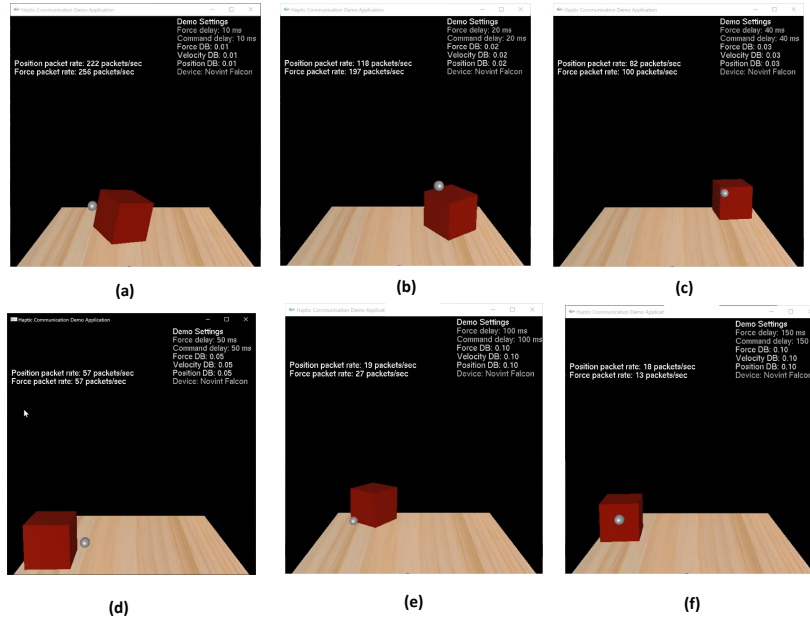 Haptic Communication Demo Application
Demo Settings
Force delay: 10 ms
Command delay: 10 ms
Force DB: 0.01
Velocity DB: 0.01
Position packet rate: 222 packets/sec Position DB: 0.01
Force packet rate: 256 packets/sec Device: Novint Falcon
(a)
Haptic Communication Demo Application
Demo Settings
Force delay: 20 ms
Command delay: 20 ms
Force DB: 0.02
Velocity DB: 0.02
Position packet rate: 118 packets/sec Position DB: 0.02
Force packet rate: 197 packets/sec Device: Novint Falcon
(b)
Haptic Communication Demo Application
Demo Settings
Force delay: 40 ms
Command delay: 40 ms
Force DB: 0.03
Velocity DB: 0.03
Position packet rate: 82 packets/sec Position DB: 0.03
Force packet rate: 100 packets/sec Device: Novint Falcon
(c)
Haptic Communication Demo Application
Demo Settings
Force delay: 50 ms
Command delay: 50 ms
Force DB: 0.05
Velocity DB: 0.05
Position packet rate: 57 packets/sec Position DB: 0.05
Force packet rate: 57 packets/sec Device: Novint Falcon
(d)
Haptic Communication Demo Applicat
Demo Settings
Force delay: 100 ms
Command delay: 100 ms
Force DB: 0.10
Velocity DB: 0.10
Position packet rate: 19 packets/sec Position DB: 0.10
Force packet rate: 27 packets/sec Device: Novint Falcon
(e)
Haptic Communication Demo Applicat
Demo Settings
Force delay: 150 ms
Command delay: 150
Force DB: 0.10
Velocity DB: 0.10
Position packet rate: 18 packets/sec Position DB: 0.10
Force packet rate: 13 packets/sec Device: Novint Falcon
(f)